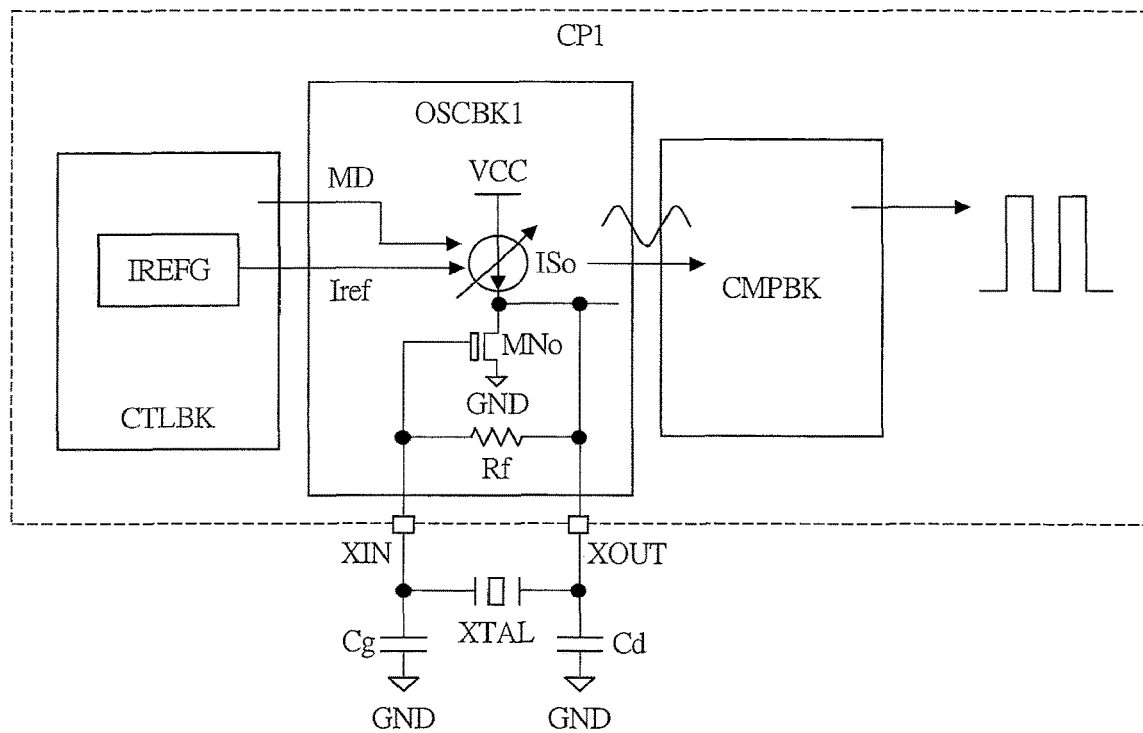 CP1
OSCBK1
VCC
MD
IREFG
Iref
ISo
CMPBK
MNo
GND
CTLBK
Rf
XIN
XOUT
XTAL
Cg
Cd
GND
GND